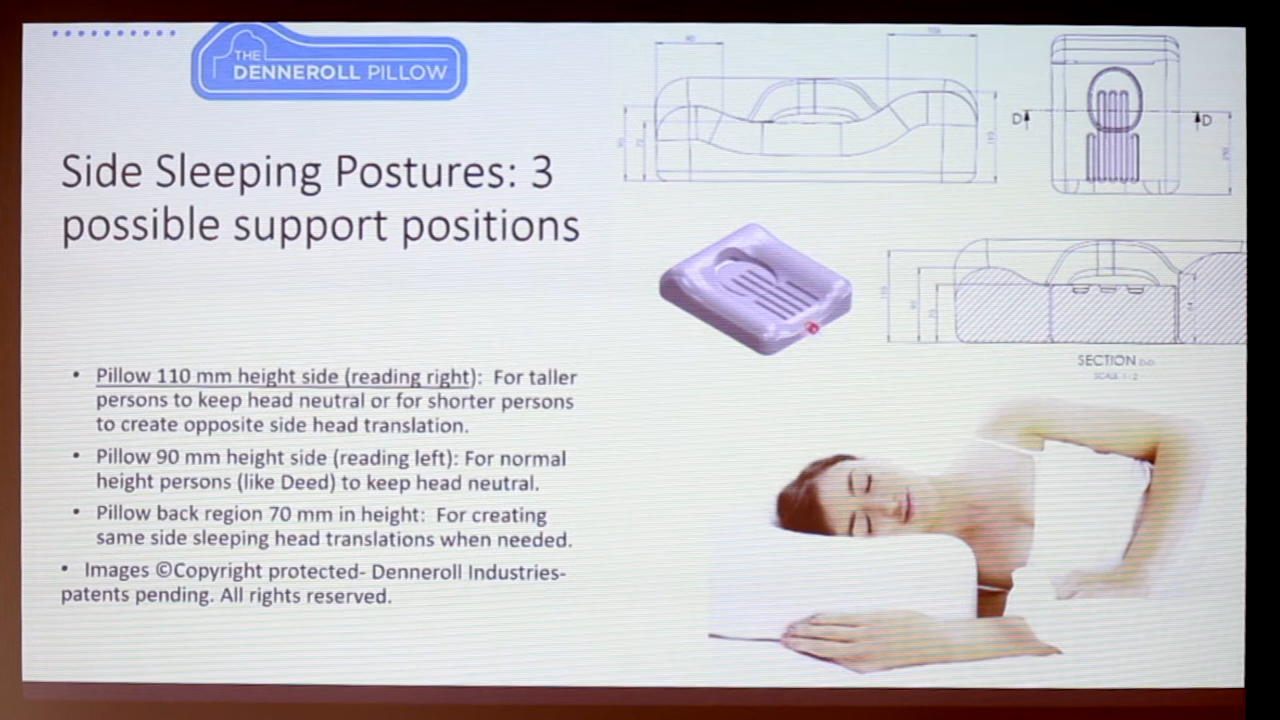 THE
DENNEROLL PILLOW
Side Sleeping Postures: 3
possible support positions
• Pillow 110 mm height side (reading right): For taller
persons to keep head neutral or for shorter persons
to create opposite side head translation.
• Pillow 90 mm height side (reading left): For normal
height persons (like Deed) to keep head neutral.
• Pillow back region 70 mm in height: For creating
same side sleeping head translations when needed.
• Images ©Copyright protected- Denneroll Industries-
patents pending. All rights reserved.
D D
SECTION D-D
SCALE 1 : 2